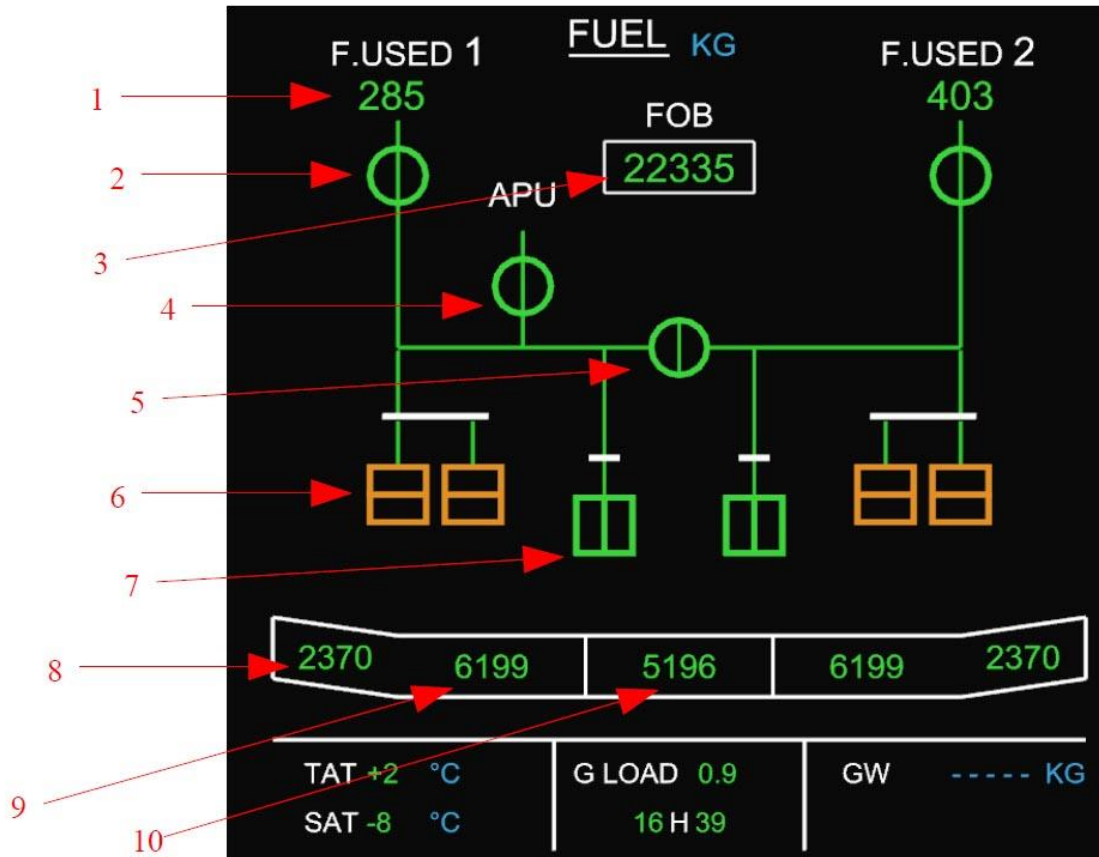 FUEL KG
F.USED 1
F.USED 2
1
285
403
FOB
2
22335
APU
3
4
5
6
7
8
2370 6199 5196 6199 2370
9
TAT +2 °C
G LOAD 0.9
GW - - - - - KG
SAT -8 °C
16 H 39
10